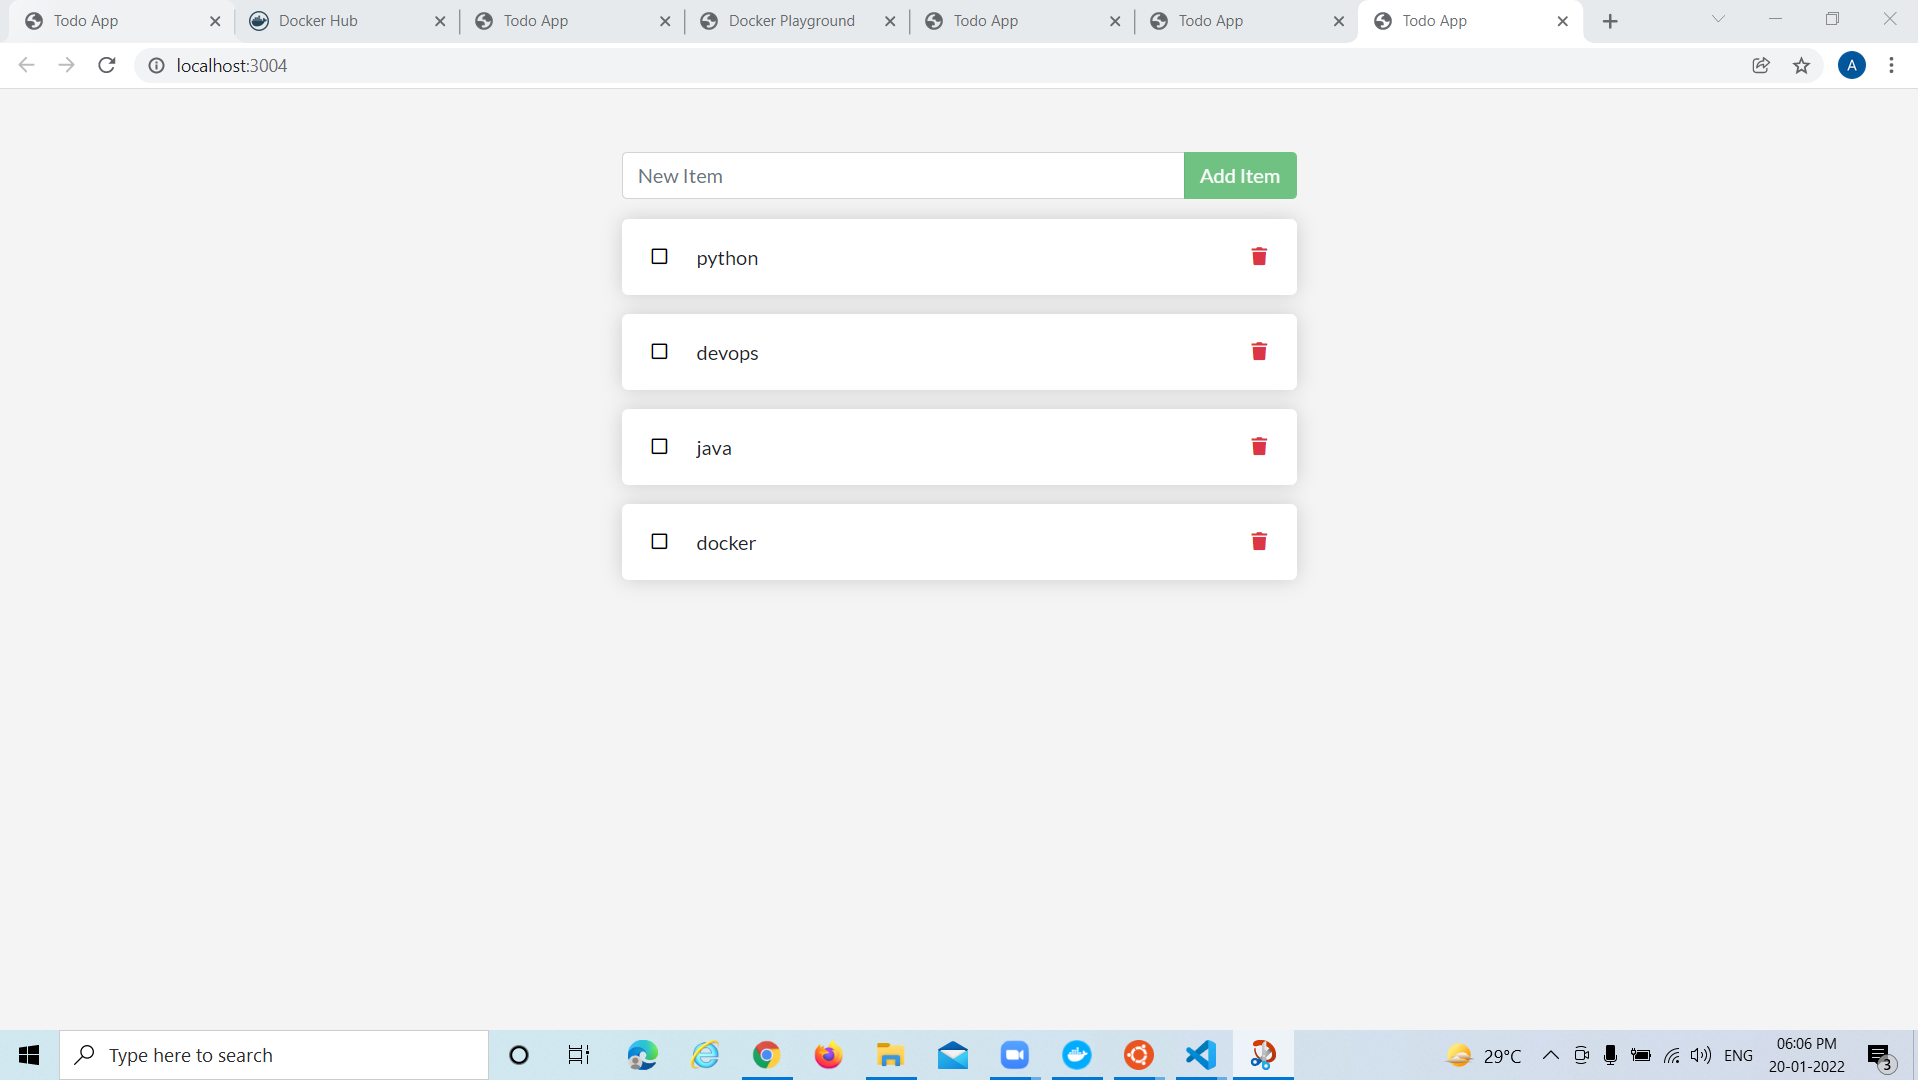 Todo App
Docker Hub
Todo App
Docker Playground
Todo App
Todo App
Todo App
localhost:3004
A
New Item
Add Item
python
devops
java
docker
Type here to search
29°C
ENG
06:06 PM
20-01-2022
3